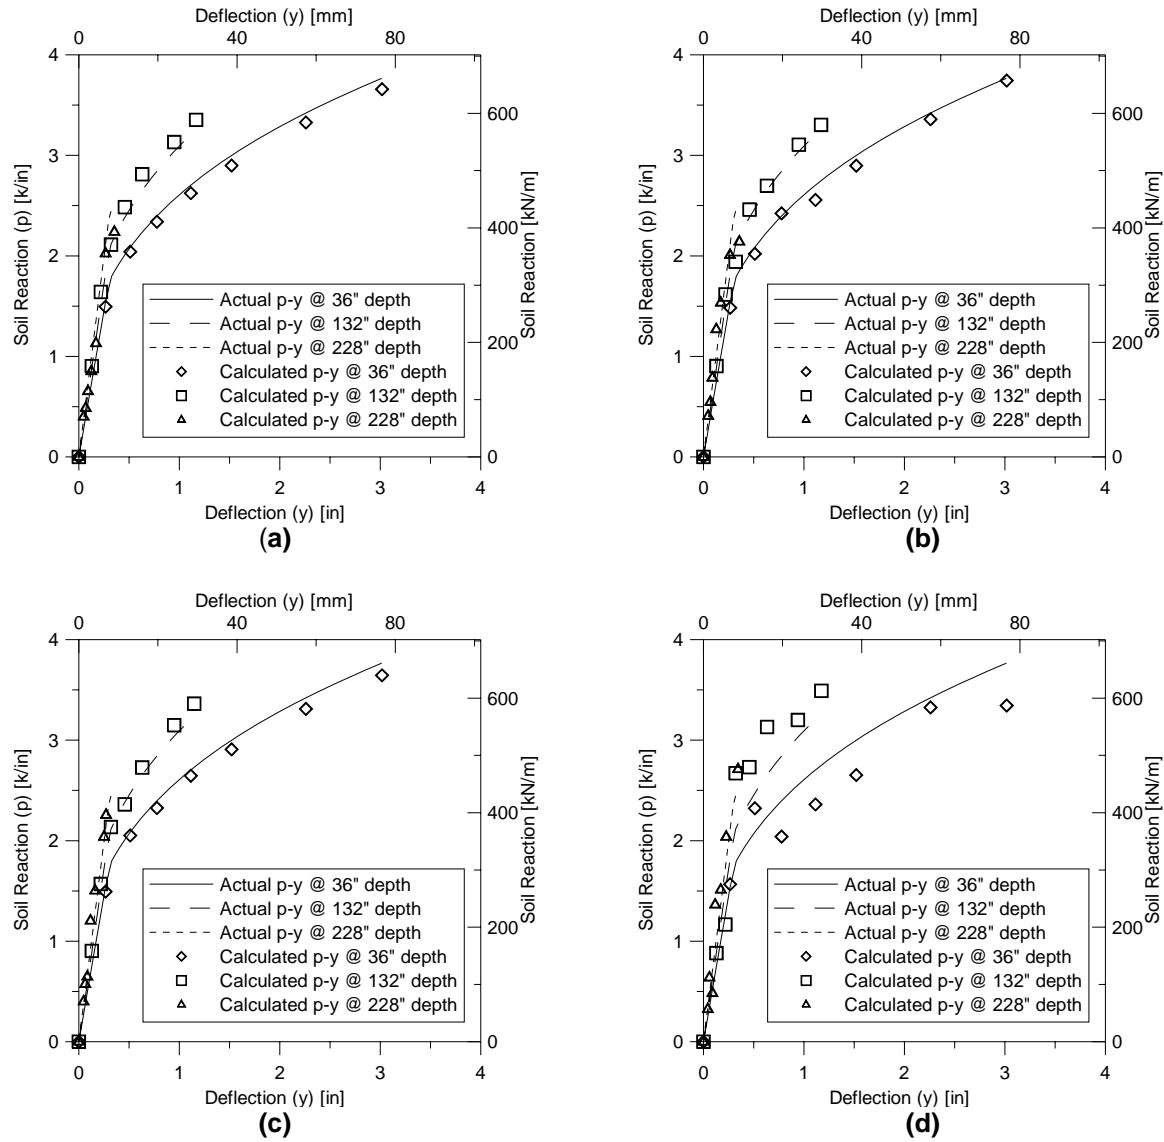 Deflection (y) [mm]
Deflection (y) [mm]
0 40 80
0 40 80
4
3
2
1
0
600
400
200
0
Soil Reaction (p) [k/in]
Soil Reaction [kN/m]
Actual p-y @ 36" depth
Actual p-y @ 132" depth
Actual p-y @ 228" depth
Calculated p-y @ 36" depth
Calculated p-y @ 132" depth
Calculated p-y @ 228" depth
0 1 2 3 4
Deflection (y) [in]
(a)
4
3
2
1
0
600
400
200
0
Soil Reaction (p) [k/in]
Soil Reaction [kN/m]
Actual p-y @ 36" depth
Actual p-y @ 132" depth
Actual p-y @ 228" depth
Calculated p-y @ 36" depth
Calculated p-y @ 132" depth
Calculated p-y @ 228" depth
0 1 2 3 4
Deflection (y) [in]
(b)
Deflection (y) [mm]
0 40 80
4
3
2
1
0
600
400
200
0
Soil Reaction (p) [k/in]
Soil Reaction [kN/m]
Actual p-y @ 36" depth
Actual p-y @ 132" depth
Actual p-y @ 228" depth
Calculated p-y @ 36" depth
Calculated p-y @ 132" depth
Calculated p-y @ 228" depth
0 1 2 3 4
Deflection (y) [in]
(c)
Deflection (y) [mm]
0 40 80
4
3
2
1
0
600
400
200
0
Soil Reaction (p) [k/in]
Soil Reaction [kN/m]
Actual p-y @ 36" depth
Actual p-y @ 132" depth
Actual p-y @ 228" depth
Calculated p-y @ 36" depth
Calculated p-y @ 132" depth
Calculated p-y @ 228" depth
0 1 2 3 4
Deflection (y) [in]
(d)